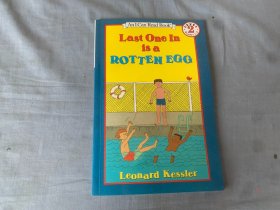 An I Can Read Book®
Last One In
is a
ROTTEN EGG
2
Leonard Kessler